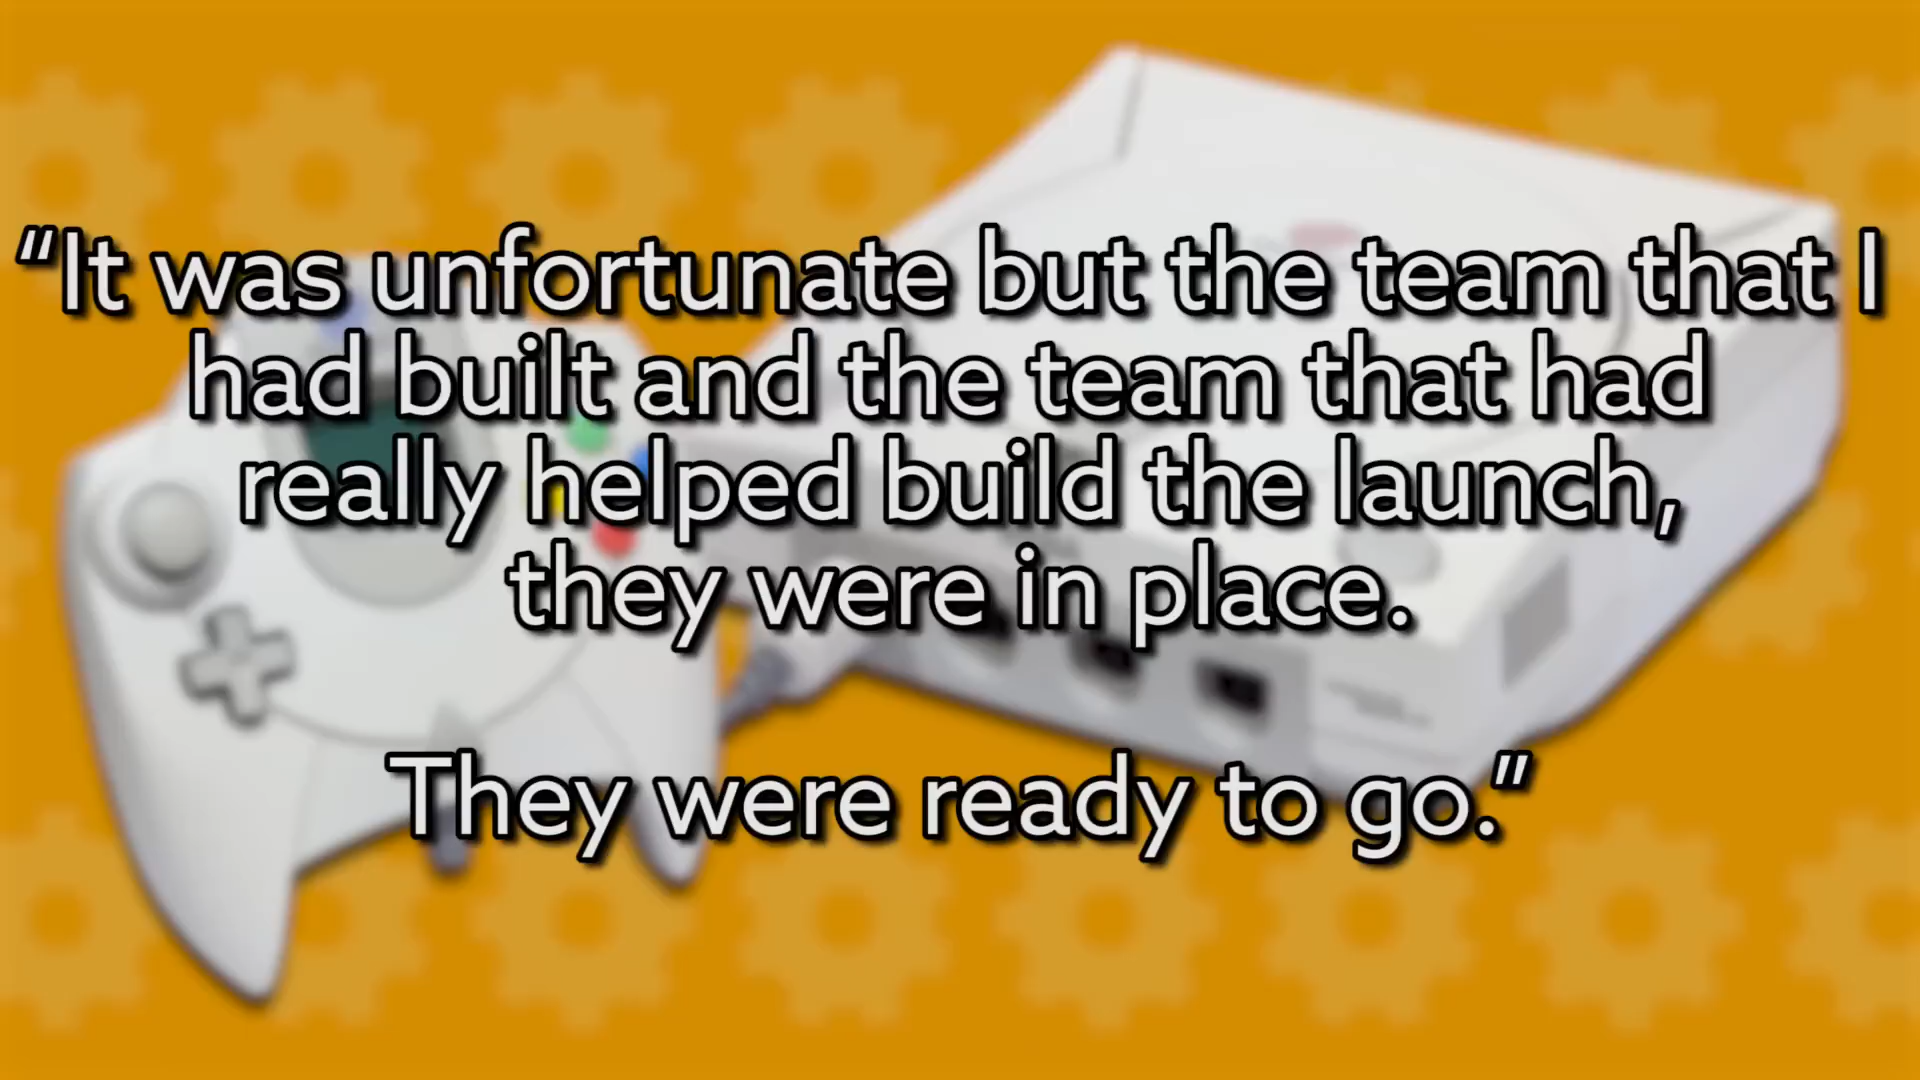 “It was unfortunate but the team that I
had built and the team that had
really helped build the launch,
they were in place.
They were ready to go.”